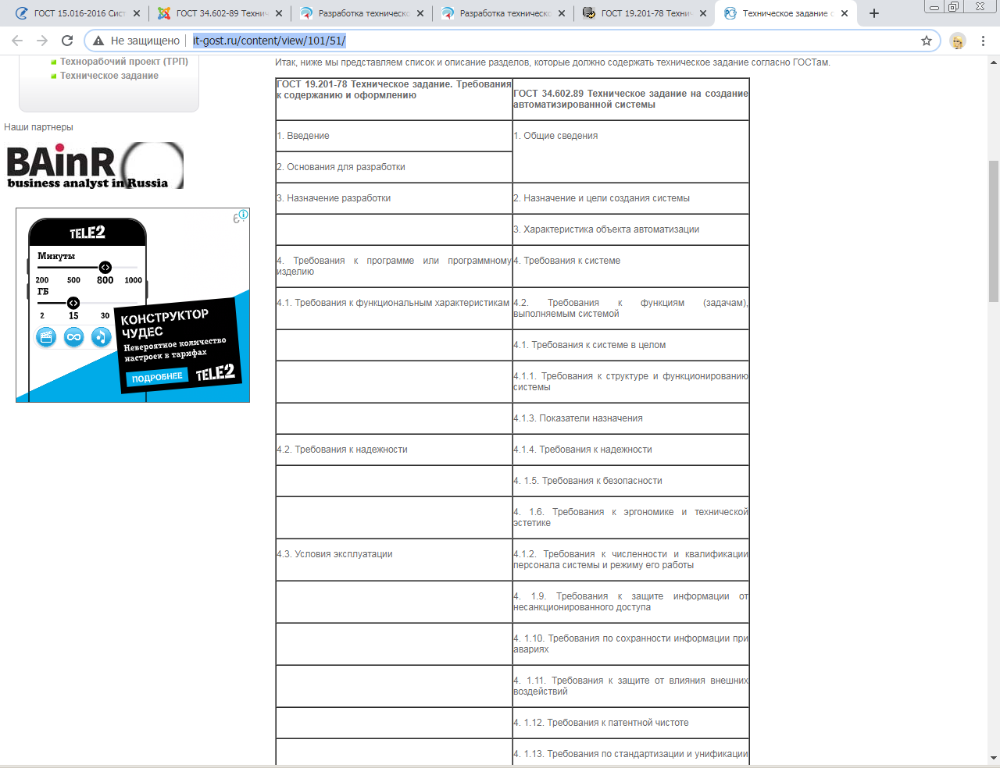 ГОСТ 15.016-2016 Сист
ГОСТ 34.602-89 Технич
Разработка техническо
Разработка техническо
ГОСТ 19.201-78 Технич
Техническое задание с
Не защищено
it-gost.ru/content/view/101/51/
Технорабочий проект (ТРП)
Техническое задание
Наши партнеры
BAinR
business analyst in Russia
TELE2
Минуты
200 500 800 1000
ГБ
2 15 30
КОНСТРУКТОР
ЧУДЕС
Невероятное количество
настроек в тарифах
ПОДРОБНЕЕ
TELE2
Итак, ниже мы представляем список и описание разделов, которые должно содержать техническое задание согласно ГОСТам.
ГОСТ 19.201-78 Техническое задание. Требования
к содержанию и оформлению
ГОСТ 34.602.89 Техническое задание на создание
автоматизированной системы
1. Введение
1. Общие сведения
2. Основания для разработки
3. Назначение разработки
2. Назначение и цели создания системы
3. Характеристика объекта автоматизации
4. Требования к программе или программному
изделию
4. Требования к системе
4.1. Требования к функциональным характеристикам
4.2. Требования к функциям (задачам),
выполняемым системой
4.1. Требования к системе в целом
4.1.1. Требования к структуре и функционированию
системы
4.1.3. Показатели назначения
4.2. Требования к надежности
4.1.4. Требования к надежности
4. 1.5. Требования к безопасности
4. 1.6. Требования к эргономике и технической
эстетике
4.3. Условия эксплуатации
4.1.2. Требования к численности и квалификации
персонала системы и режиму его работы
4. 1.9. Требования к защите информации от
несанкционированного доступа
4. 1.10. Требования по сохранности информации при
авариях
4. 1.11. Требования к защите от влияния внешних
воздействий
4. 1.12. Требования к патентной чистоте
4. 1.13. Требования по стандартизации и унификации